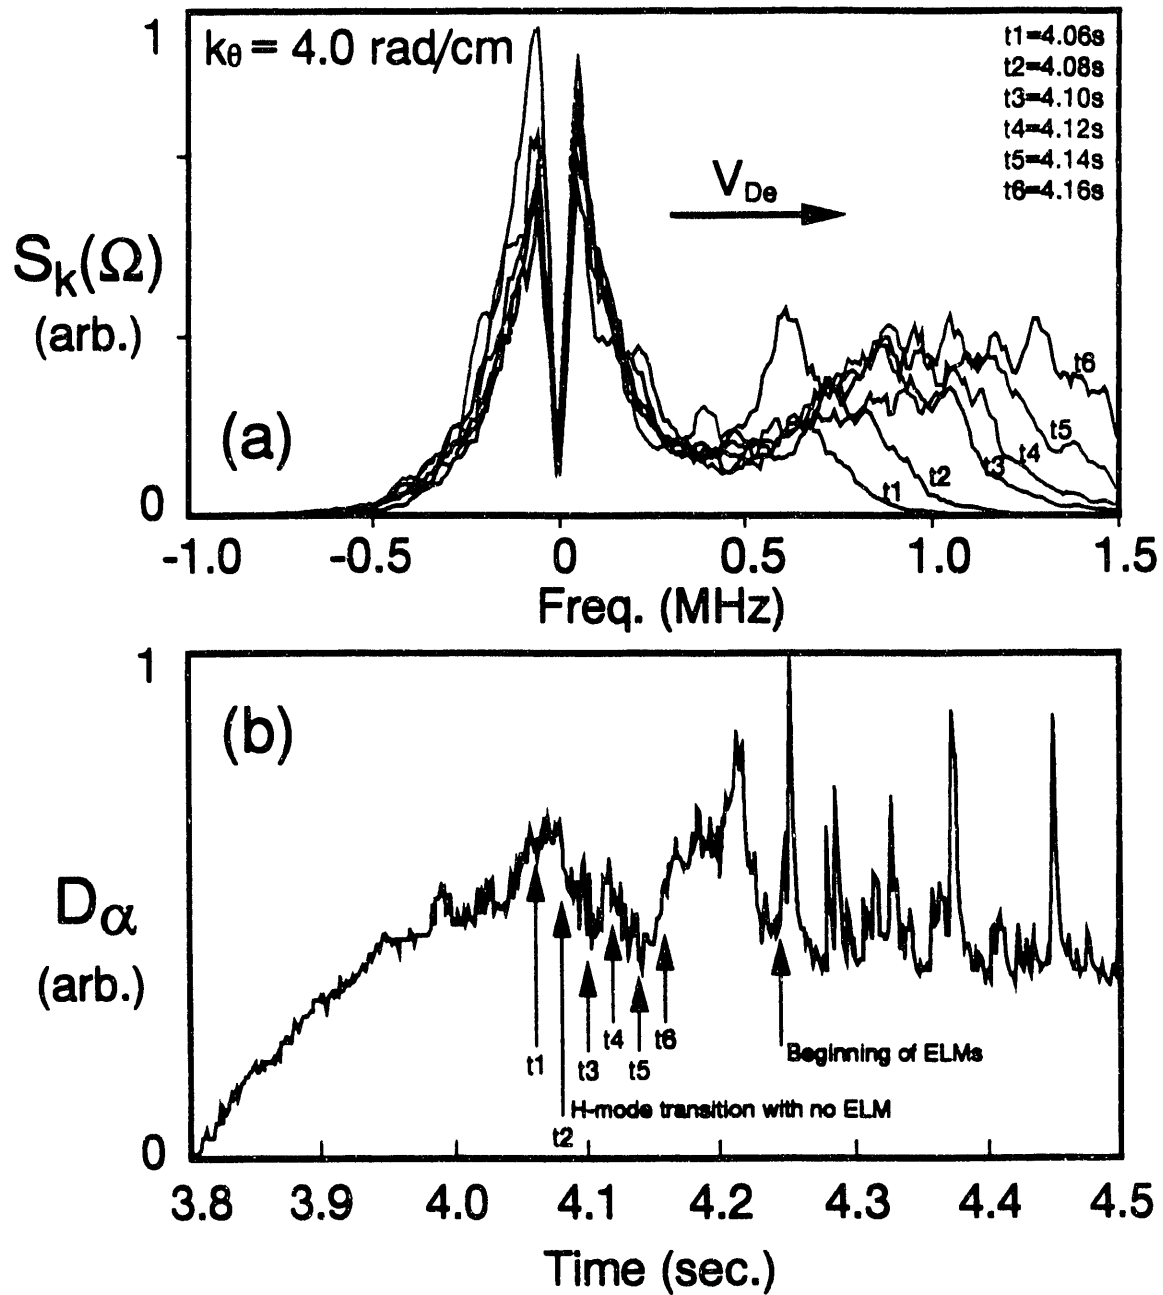 1
kθ = 4.0 rad/cm
t1=4.06s
t2=4.08s
t3=4.10s
t4=4.12s
t5=4.14s
t6=4.16s
VDe
Sk(Ω)
(arb.)
(a)
t6
t5
t4
t3
t2
t1
0
-1.0 -0.5 0 0.5 1.0 1.5
Freq. (MHz)
1
(b)
Dα
(arb.)
t1
t3
t4
t5
t6
Beginning of ELMs
H-mode transition with no ELM
t2
0
3.8 3.9 4.0 4.1 4.2 4.3 4.4 4.5
Time (sec.)